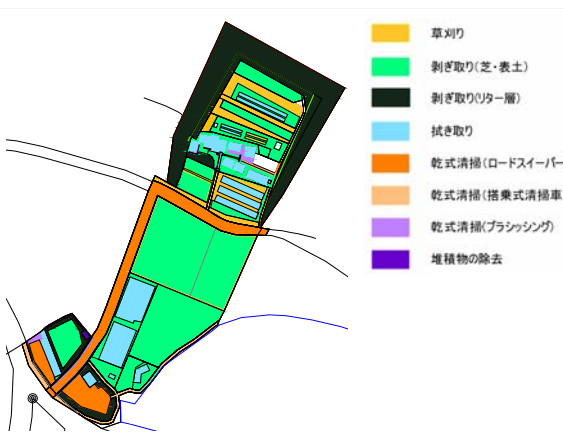 草刈り
剥ぎ取り(芝・表土)
剥ぎ取り(リター層)
拭き取り
乾式清掃(ロードスイーパー
乾式清掃(搭乗式清掃車
乾式清掃(ブラシッシング)
堆積物の除去